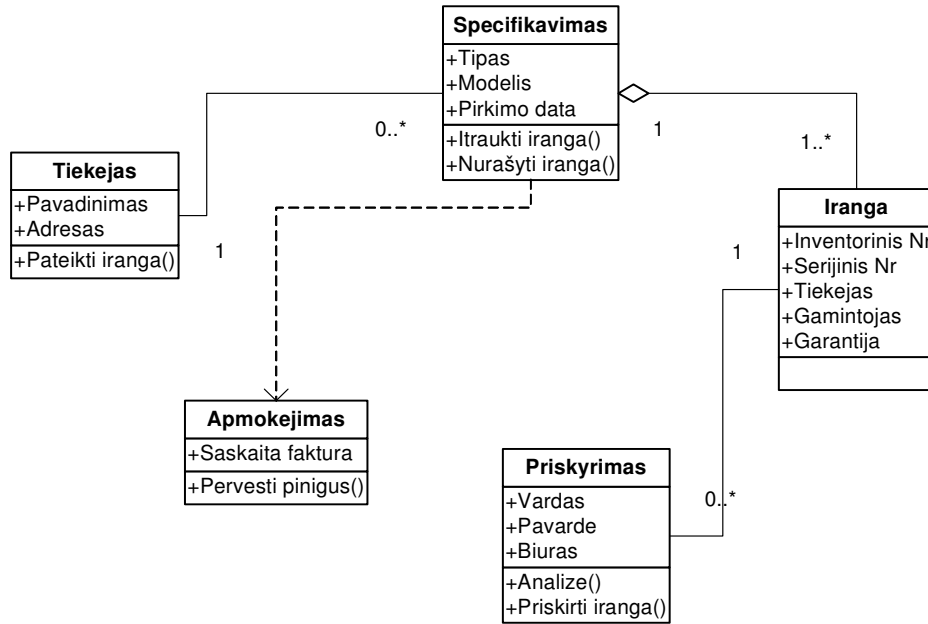 Specifikavimas
+Tipas
+Modelis
+Pirkimo data
+Itraukti iranga()
+Nurašyti iranga()
0..*
1
1..*
Tiekejas
+Pavadinimas
+Adresas
+Pateikti iranga()
1
1
Iranga
+Inventorinis Nr
+Serijinis Nr
+Tiekejas
+Gamintojas
+Garantija
Apmokejimas
+Saskaita faktura
+Pervesti pinigus()
Priskyrimas
+Vardas
+Pavarde
+Biuras
+Analize()
+Priskirti iranga()
0..*